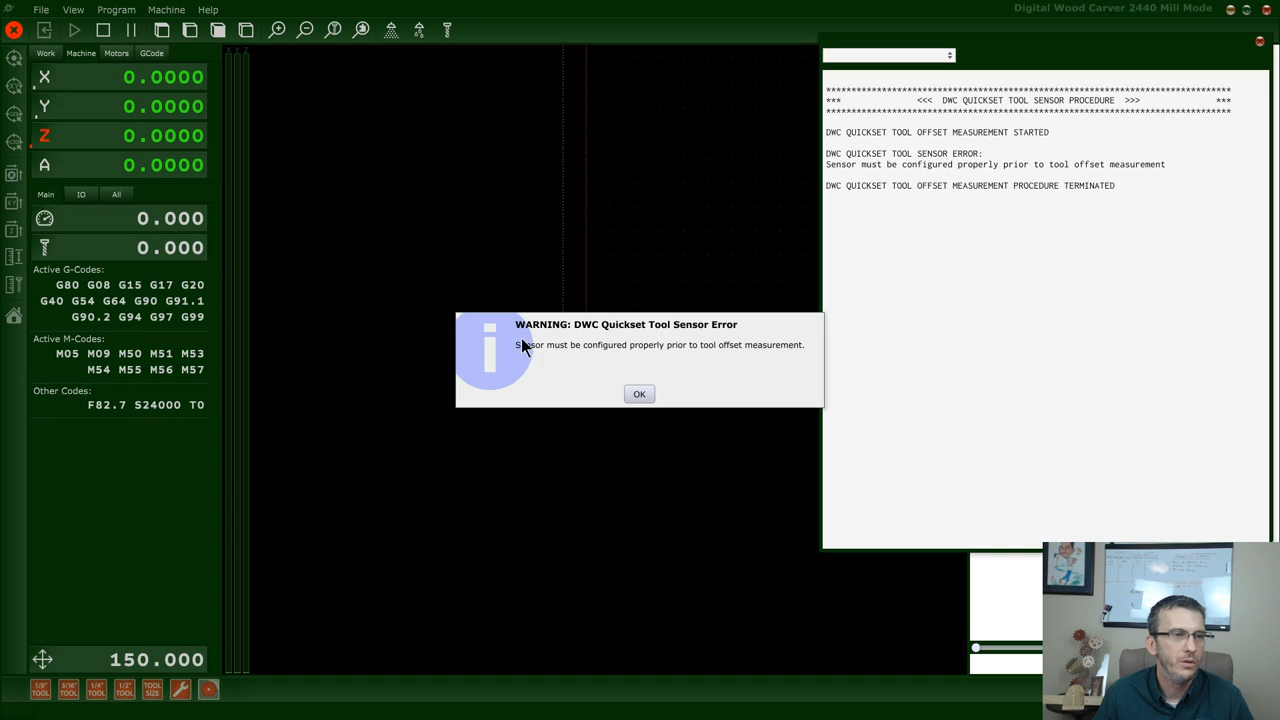 File View Program Machine Help
Digital Wood Carver 2440 Mill Mode
Work Machine Motors GCode
X Y Z
X 0.0000
Y 0.0000
Z 0.0000
A 0.0000
Main IO All
0.000
0.000
Active G-Codes:
G80 G08 G15 G17 G20
G40 G54 G64 G90 G91.1
G90.2 G94 G97 G99
Active M-Codes:
M05 M09 M50 M51 M53
M54 M55 M56 M57
Other Codes:
F82.7 S24000 T0
150.000
1/8" TOOL 3/16" TOOL 1/4" TOOL 1/2" TOOL TOOL SIZE
*******************************************************************************
*** <<< DWC QUICKSET TOOL SENSOR PROCEDURE >>> ***
*******************************************************************************
DWC QUICKSET TOOL OFFSET MEASUREMENT STARTED
DWC QUICKSET TOOL SENSOR ERROR:
Sensor must be configured properly prior to tool offset measurement
DWC QUICKSET TOOL OFFSET MEASUREMENT PROCEDURE TERMINATED
WARNING: DWC Quickset Tool Sensor Error
Sensor must be configured properly prior to tool offset measurement.
OK